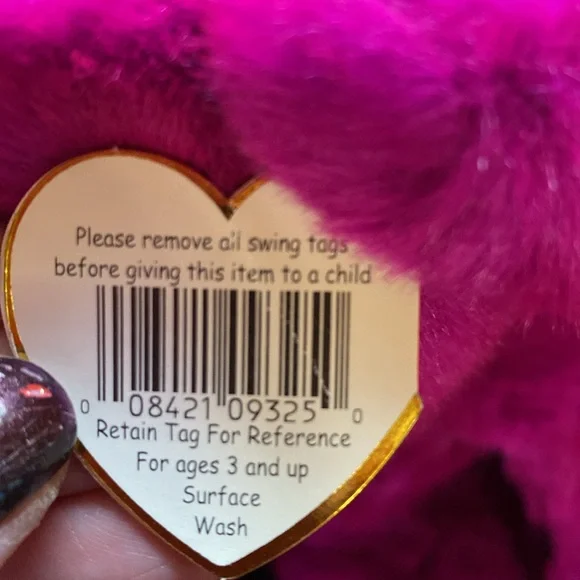 Please remove all swing tags
before giving this item to a child
0 08421 09325 0
Retain Tag For Reference
For ages 3 and up
Surface
Wash